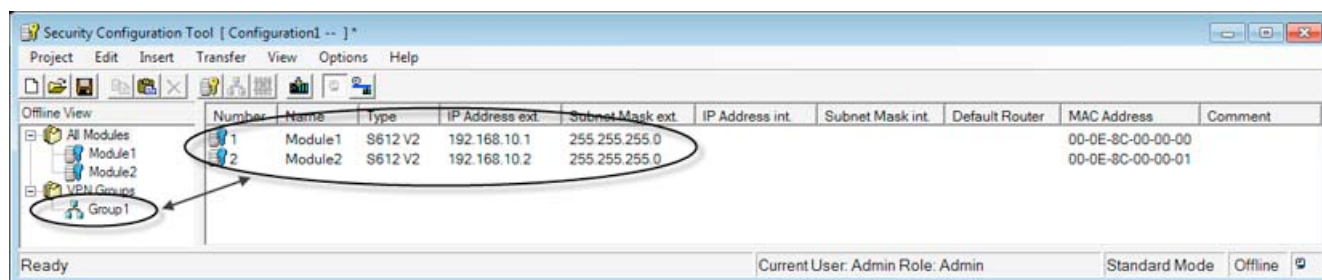 Security Configuration Tool [ Configuration1 -- ] *
Project Edit Insert Transfer View Options Help
Offline View
Number Name Type IP Address ext. Subnet Mask ext. IP Address int. Subnet Mask int. Default Router MAC Address Comment
All Modules
1 Module1 S612 V2 192.168.10.1 255.255.255.0 00-0E-8C-00-00-00
Module1
2 Module2 S612 V2 192.168.10.2 255.255.255.0 00-0E-8C-00-00-01
Module2
VPN Groups
Group1
Ready Current User: Admin Role: Admin Standard Mode Offline